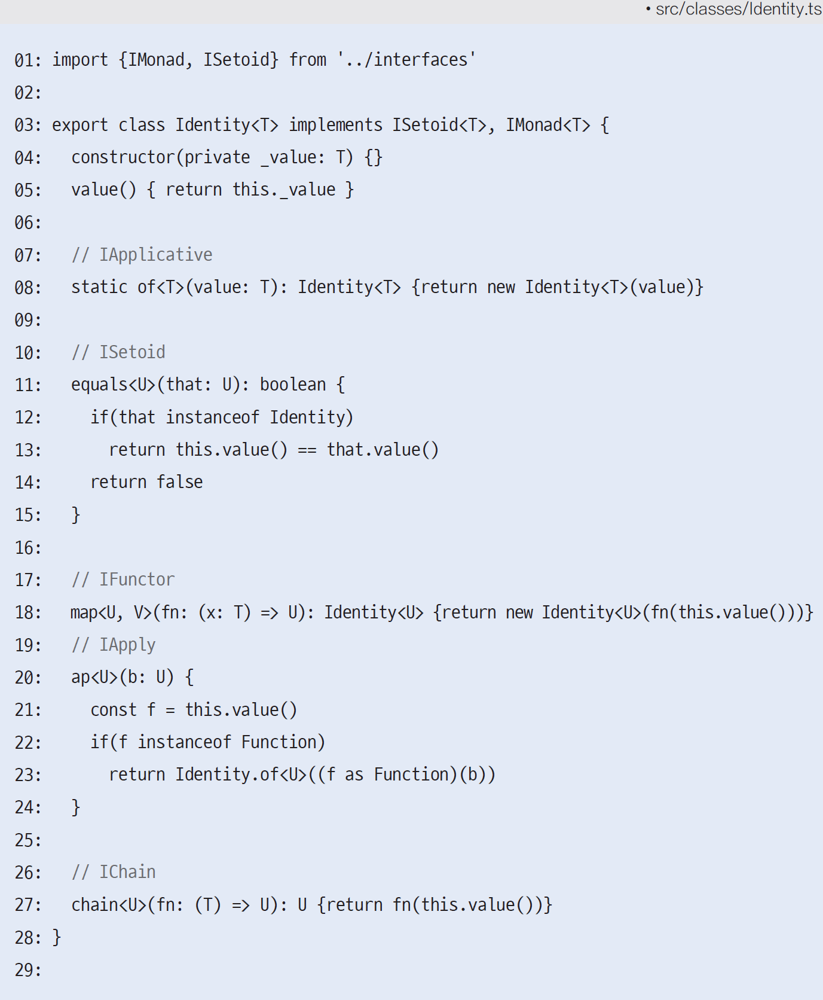 • src/classes/Identity.ts
01: import {IMonad, ISetoid} from '../interfaces'
02:
03: export class Identity<T> implements ISetoid<T>, IMonad<T> {
04:   constructor(private _value: T) {}
05:   value() { return this._value }
06:
07:   // IApplicative
08:   static of<T>(value: T): Identity<T> {return new Identity<T>(value)}
09:
10:   // ISetoid
11:   equals<U>(that: U): boolean {
12:     if(that instanceof Identity)
13:       return this.value() == that.value()
14:     return false
15:   }
16:
17:   // IFunctor
18:   map<U, V>(fn: (x: T) => U): Identity<U> {return new Identity<U>(fn(this.value()))}
19:   // IApply
20:   ap<U>(b: U) {
21:     const f = this.value()
22:     if(f instanceof Function)
23:       return Identity.of<U>((f as Function)(b))
24:   }
25:
26:   // IChain
27:   chain<U>(fn: (T) => U): U {return fn(this.value())}
28: }
29: